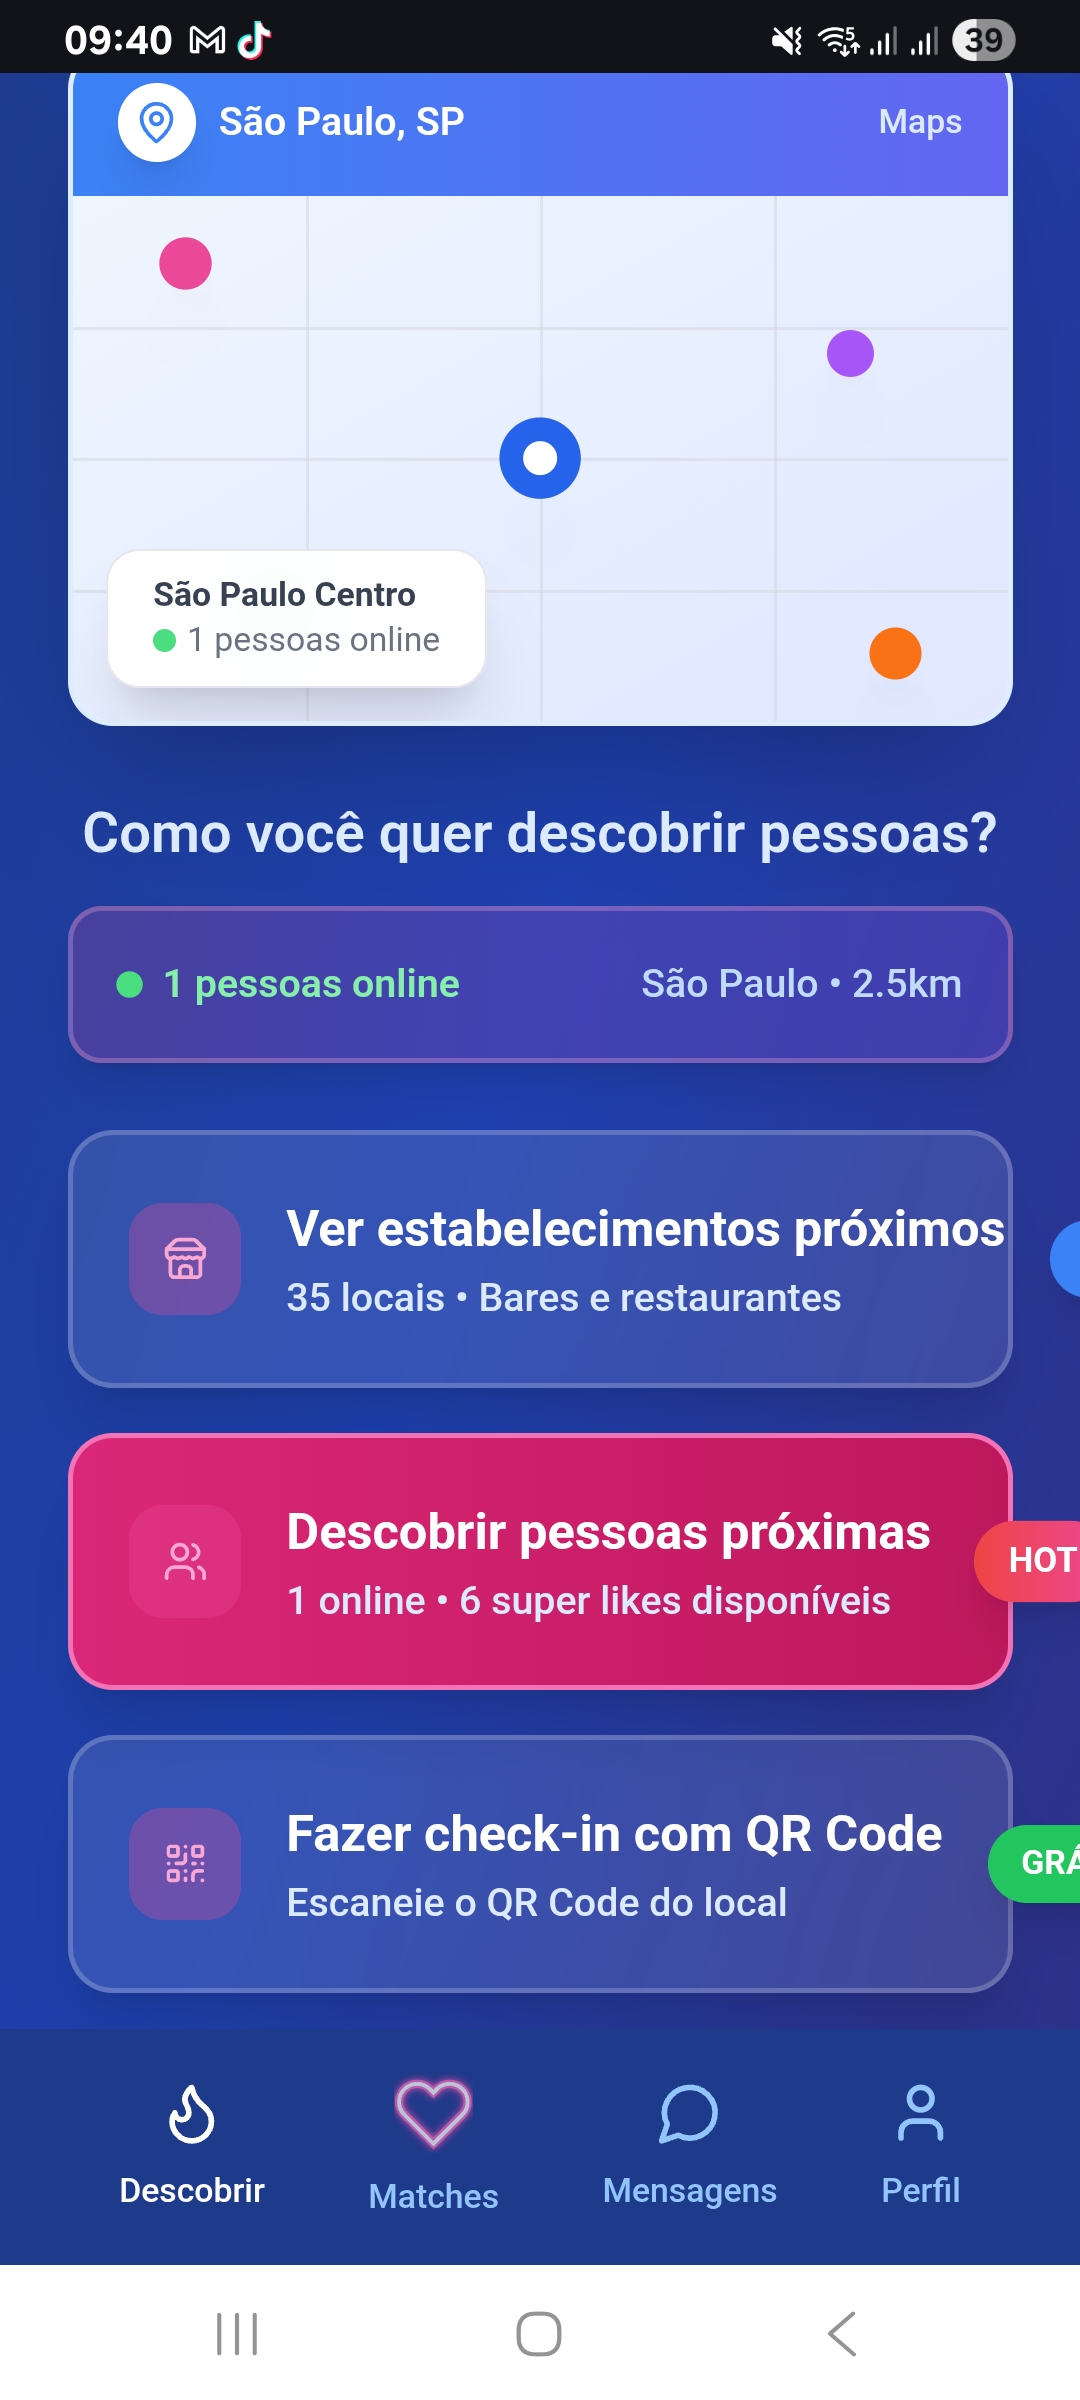 09:40
5
39
São Paulo, SP
Maps
São Paulo Centro
1 pessoas online
Como você quer descobrir pessoas?
1 pessoas online
São Paulo • 2.5km
Ver estabelecimentos próximos
35 locais • Bares e restaurantes
Descobrir pessoas próximas
1 online • 6 super likes disponíveis
HOT
Fazer check-in com QR Code
Escaneie o QR Code do local
GRÁ
Descobrir
Matches
Mensagens
Perfil